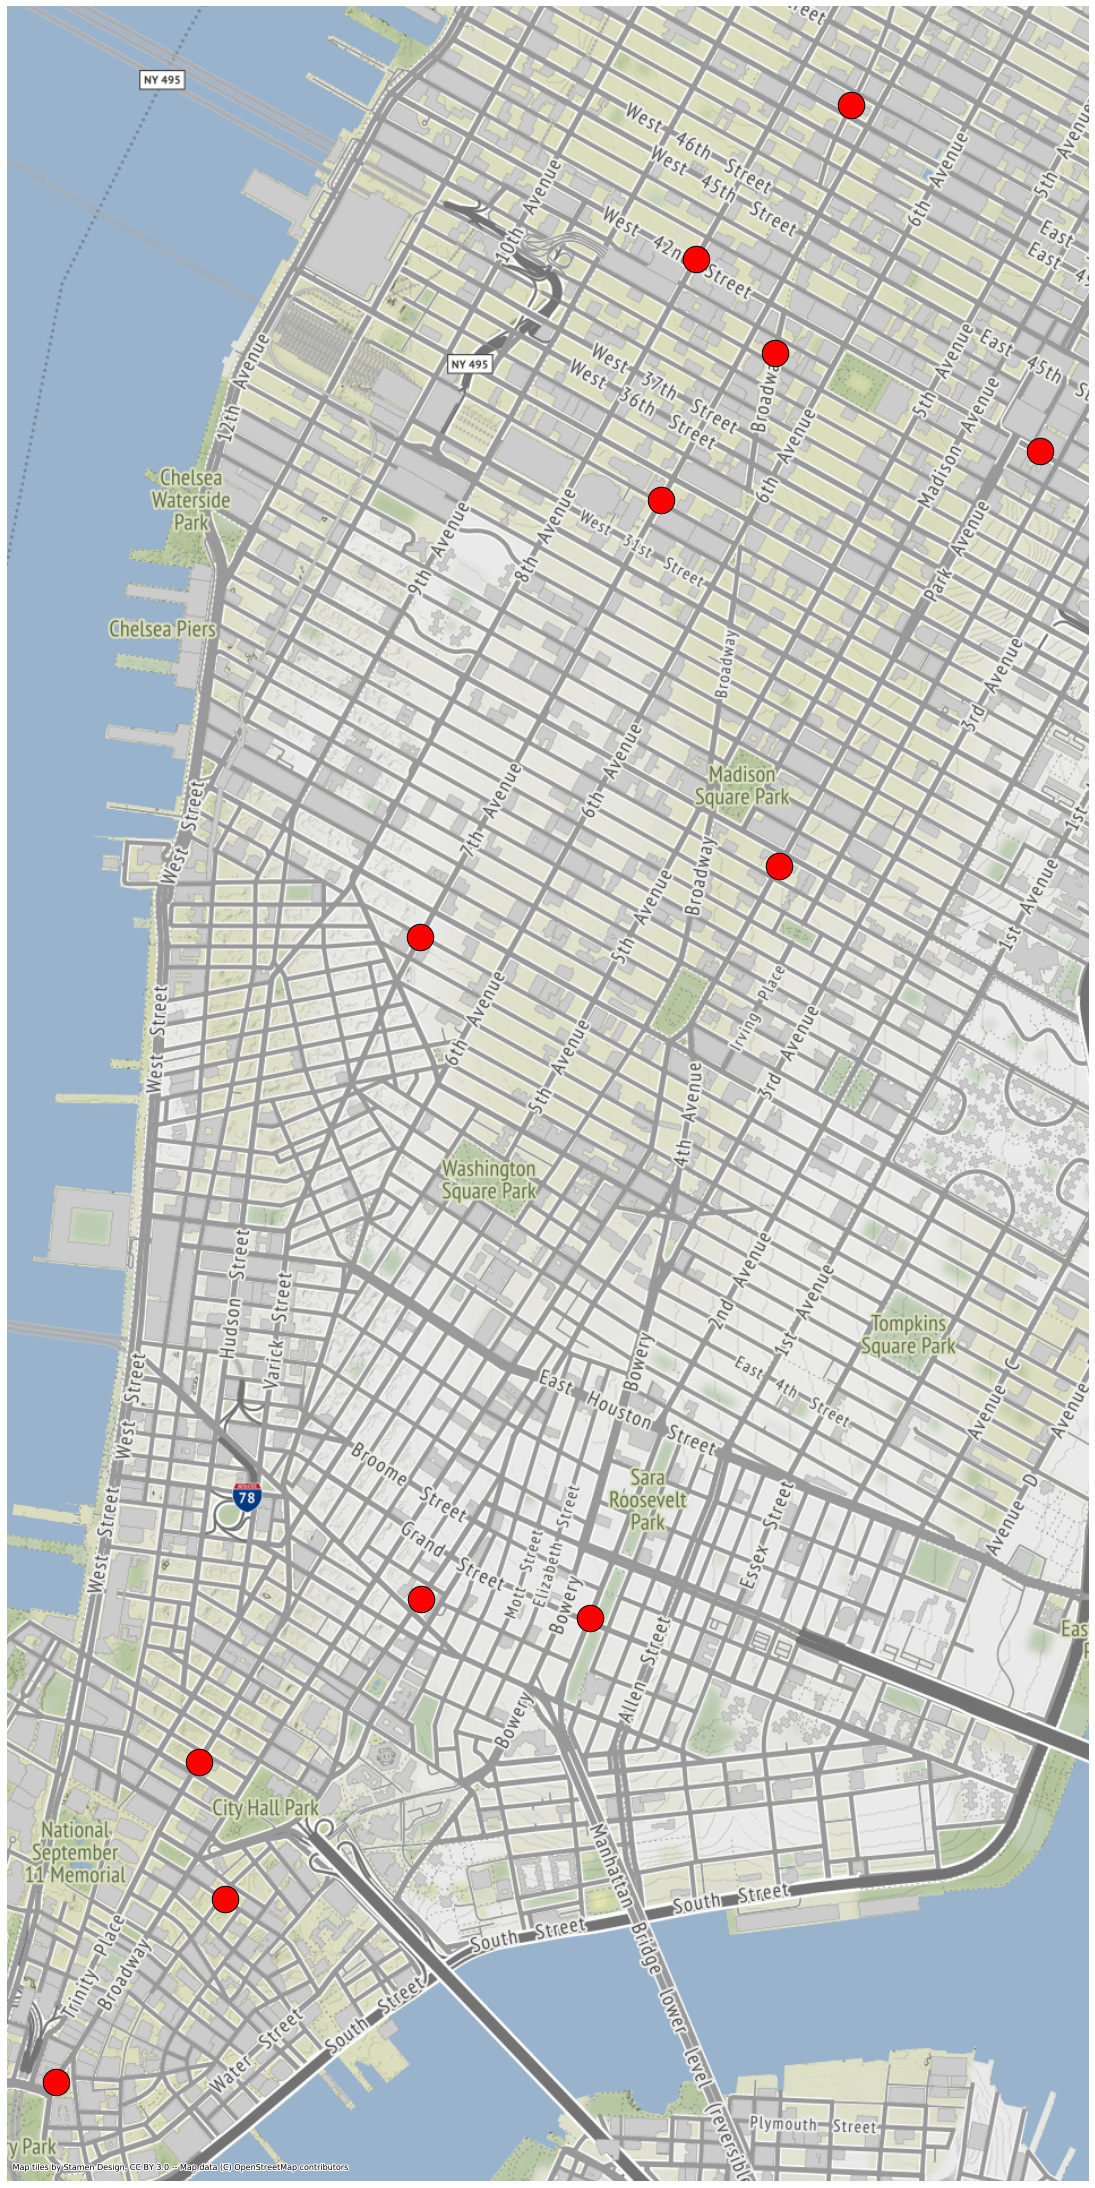 reet
NY 495
West 46th Street
West 45th Street
5th Avenue
6th Avenue
10th Avenue
West 42n Street
East
East 49
East 45th St
NY 495
West 37th Street
West 36th Street
Broadwa
5th Avenue
12th Avenue
6th Avenue
Madison Avenue
Chelsea
Waterside
Park
West 31st Street
9th Avenue
8th Avenue
Park Avenue
Chelsea Piers
Broadway
3rd Avenue
Madison
Square Park
6th Avenue
7th Avenue
West Street
1st
Broadway
5th Avenue
1st Avenue
West Street
6th Avenue
5th Avenue
Irving Place
3rd Avenue
4th Avenue
Washington
Square Park
Hudson Street
Varick Street
2nd Avenue
1st Avenue
Tompkins
Square Park
West Street
Bowery
East Houston Street
East 4th Street
Avenue C
Avenue
Avenue D
Broome Street
78
Sara
Roosevelt
Park
West Street
Grand Street
Mott Street
Elizabeth Street
Essex Street
Bowery
Allen Street
East
Bowery
City Hall Park
National
September
11 Memorial
Manhattan Bridge lower level (reversible
South Street
South Street
Trinity Place
Broadway
Water Street
South Street
Plymouth Street
ry Park
Map tiles by Stamen Design, CC BY 3.0 -- Map data (C) OpenStreetMap contributors